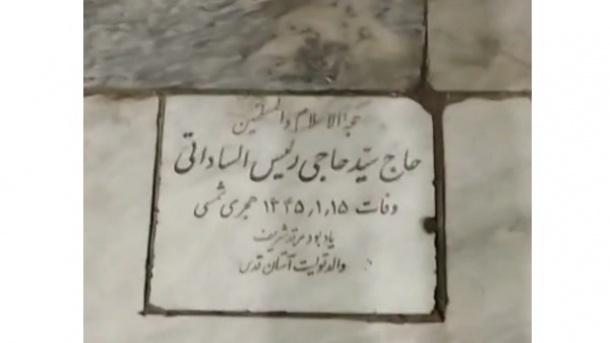 حجة الاسلام والمسلمین
حاج سیّد حاجی رئیس الساداتی
وفات ۱۳۴۵٫۱٫۱۵ هجری شمسی
یادبود مرقد شریف
والد تولیت آستان قدس